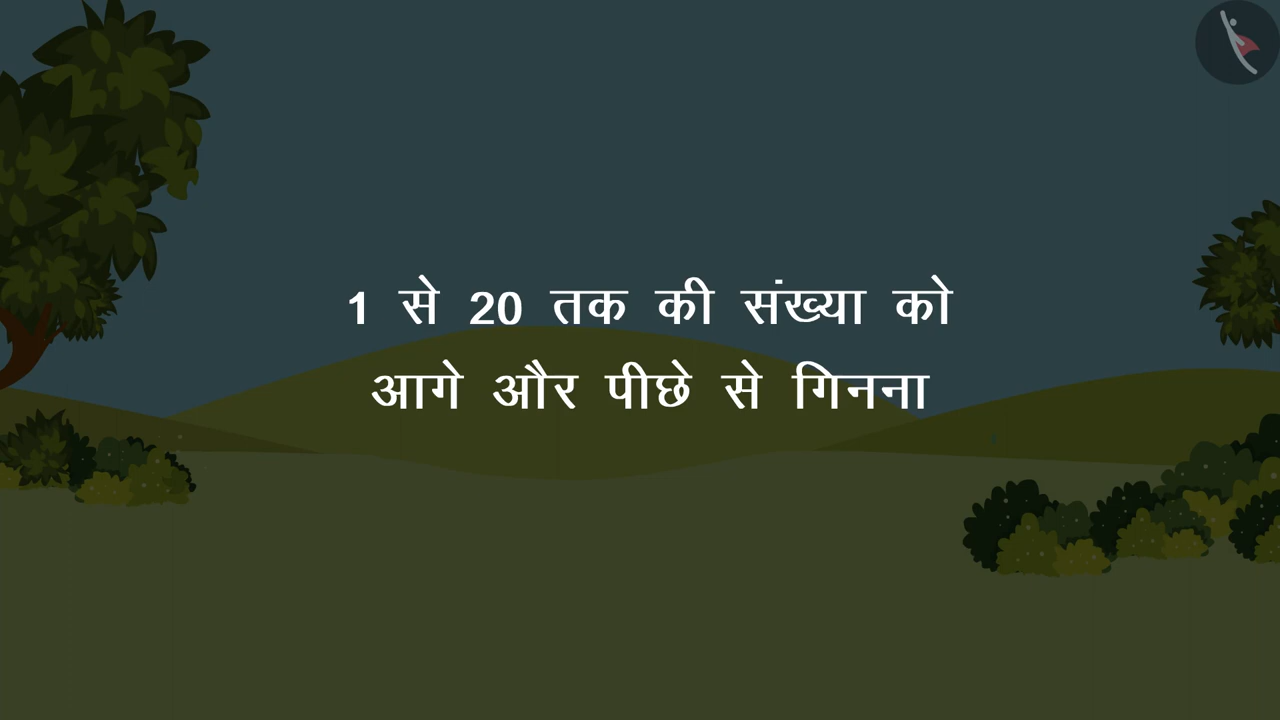 1 से 20 तक की संख्या को
आगे और पीछे से गिनना